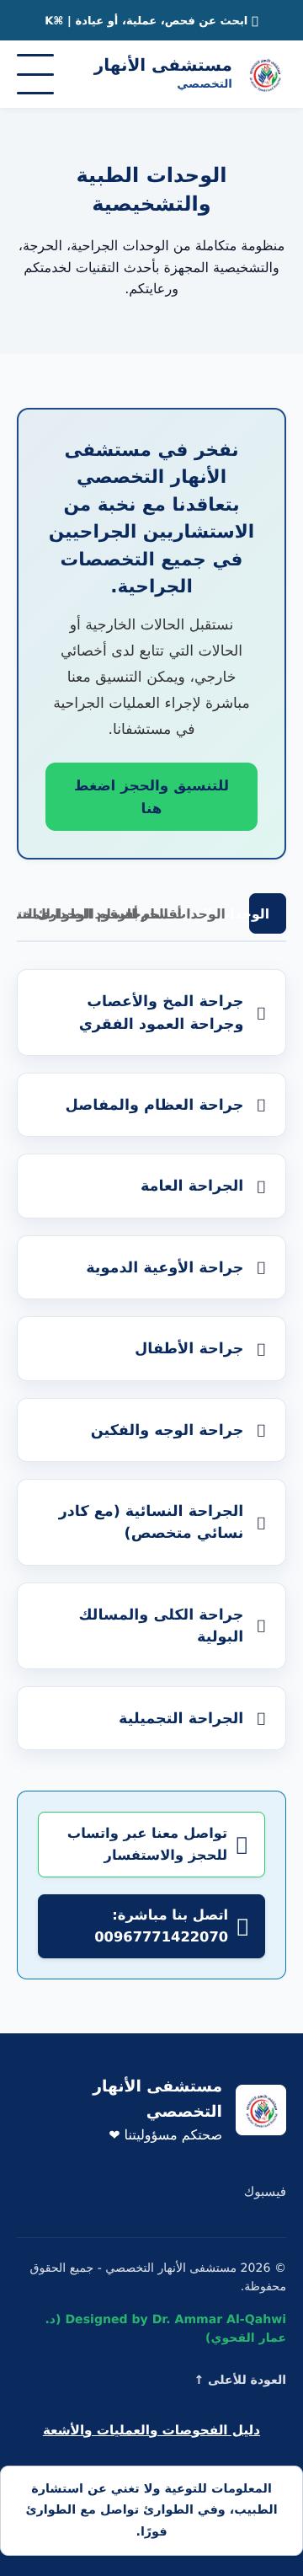 ابحث عن فحص، عملية، أو عيادة | ⌘K
مستشفى الأنهار
التخصصي
الوحدات الطبية
والتشخيصية
منظومة متكاملة من الوحدات الجراحية، الحرجة،
والتشخيصية المجهزة بأحدث التقنيات لخدمتكم
ورعايتكم.
نفخر في مستشفى
الأنهار التخصصي
بتعاقدنا مع نخبة من
الاستشاريين الجراحيين
في جميع التخصصات
الجراحية.
نستقبل الحالات الخارجية أو
الحالات التي تتابع لدى أخصائي
خارجي، ويمكن التنسيق معنا
مباشرة لإجراء العمليات الجراحية
في مستشفانا.
للتنسيق والحجز اضغط
هنا
الوحدات
جراحة المخ والأعصاب
وجراحة العمود الفقري
جراحة العظام والمفاصل
الجراحة العامة
جراحة الأوعية الدموية
جراحة الأطفال
جراحة الوجه والفكين
الجراحة النسائية (مع كادر
نسائي متخصص)
جراحة الكلى والمسالك
البولية
الجراحة التجميلية
تواصل معنا عبر واتساب
للحجز والاستفسار
اتصل بنا مباشرة:
00967771422070
مستشفى الأنهار
التخصصي
صحتكم مسؤوليتنا ❤
فيسبوك
© 2026 مستشفى الأنهار التخصصي - جميع الحقوق
محفوظة.
Designed by Dr. Ammar Al-Qahwi (د.
عمار القحوي)
العودة للأعلى ↑
دليل الفحوصات والعمليات والأشعة
المعلومات للتوعية ولا تغني عن استشارة
الطبيب، وفي الطوارئ تواصل مع الطوارئ
فورًا.